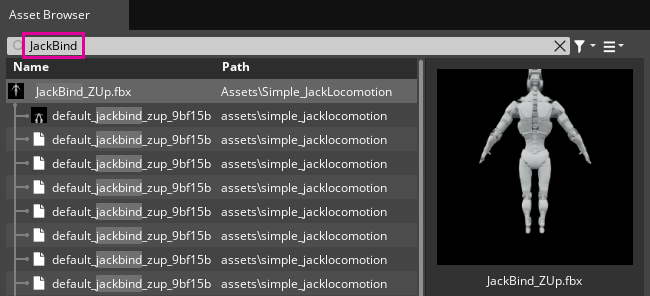 Asset Browser
JackBind
Name Path
JackBind_ZUp.fbx Assets\Simple_JackLocomotion
default_jackbind_zup_9bf15b assets\simple_jacklocomotion
default_jackbind_zup_9bf15b assets\simple_jacklocomotion
default_jackbind_zup_9bf15b assets\simple_jacklocomotion
default_jackbind_zup_9bf15b assets\simple_jacklocomotion
default_jackbind_zup_9bf15b assets\simple_jacklocomotion
default_jackbind_zup_9bf15b assets\simple_jacklocomotion
default_jackbind_zup_9bf15b assets\simple_jacklocomotion
default_jackbind_zup_9bf15b assets\simple_jacklocomotion
JackBind_ZUp.fbx